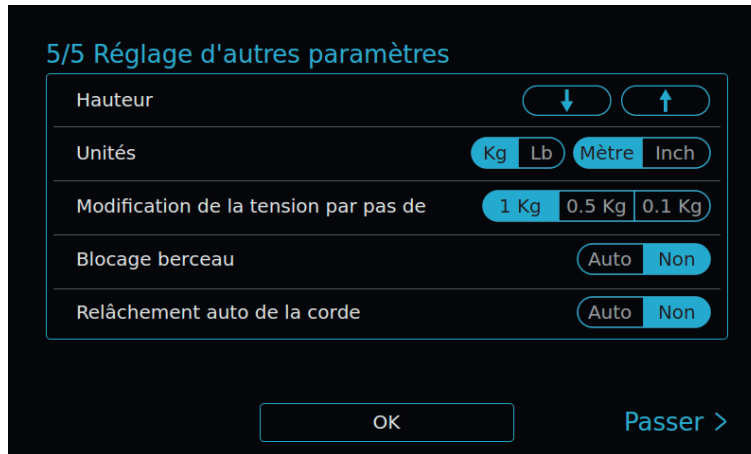 5/5 Réglage d'autres paramètres
Hauteur
Unités Kg Lb Mètre Inch
Modification de la tension par pas de 1 Kg 0.5 Kg 0.1 Kg
Blocage berceau Auto Non
Relâchement auto de la corde Auto Non
OK Passer >